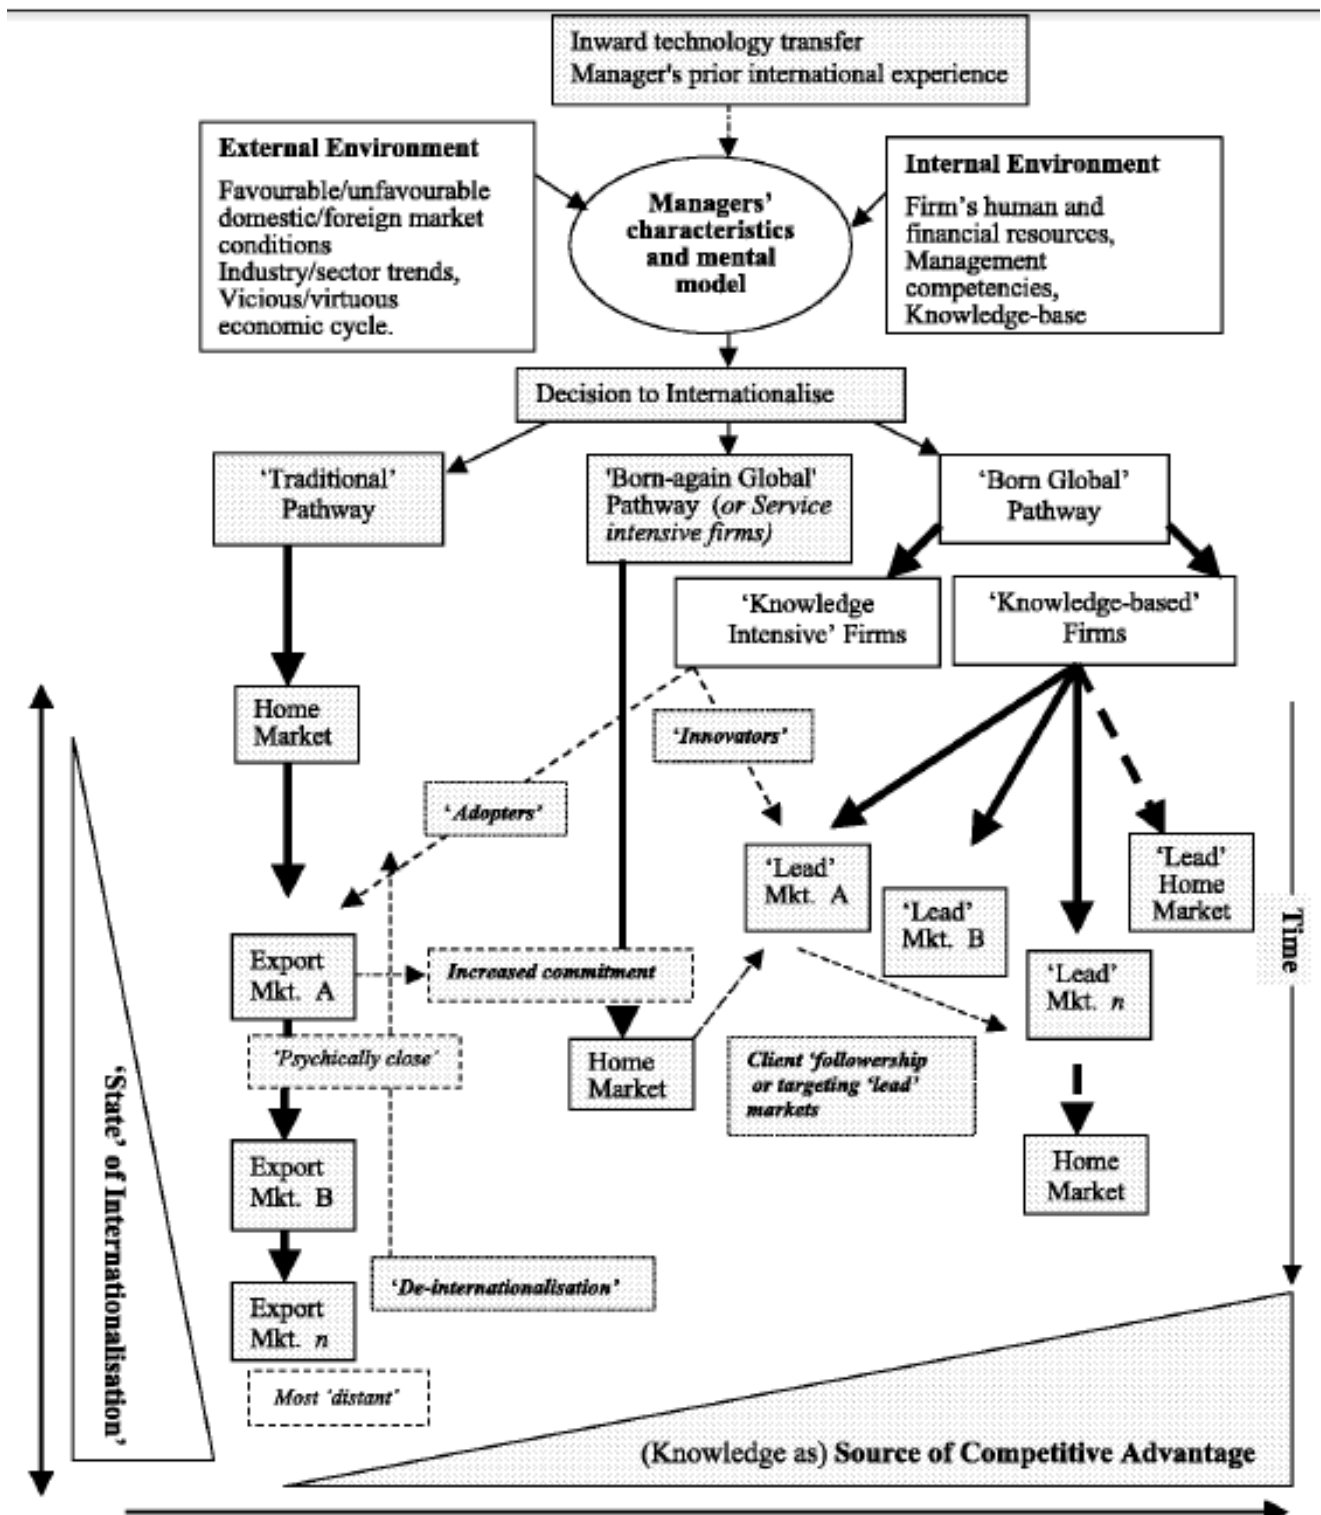 Inward technology transfer
Manager's prior international experience
External Environment
Favourable/unfavourable
domestic/foreign market
conditions
Industry/sector trends,
Vicious/virtuous
economic cycle.
Managers’
characteristics
and mental
model
Internal Environment
Firm’s human and
financial resources,
Management
competencies,
Knowledge-base
Decision to Internationalise
‘Traditional’
Pathway
'Born-again Global'
Pathway (or Service
intensive firms)
‘Born Global’
Pathway
‘Knowledge
Intensive’ Firms
‘Knowledge-based’
Firms
Home
Market
‘Innovators’
‘Adopters’
‘Lead’
Mkt. A
‘Lead’
Mkt. B
‘Lead’
Home
Market
Export
Mkt. A
Increased commitment
‘Lead’
Mkt. n
‘Psychically close’
Home
Market
Client ‘followership
or targeting ‘lead’
markets
Export
Mkt. B
Home
Market
‘De-internationalisation’
Export
Mkt. n
Most ‘distant’
‘State’ of Internationalisation’
Time
(Knowledge as) Source of Competitive Advantage